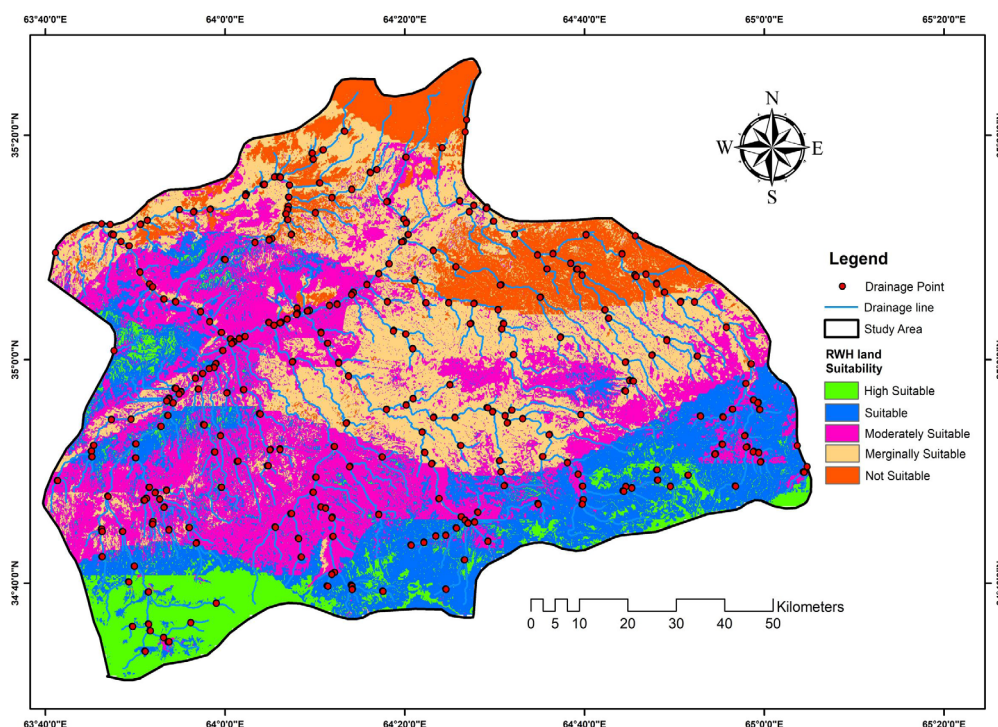 63°40'0"E 64°0'0"E 64°20'0"E 64°40'0"E 65°0'0"E 65°20'0"E
N
W E
S
35°20'0"N
35°0'0"N
34°40'0"N
Legend
Drainage Point
Drainage line
Study Area
RWH land
Suitability
High Suitable
Suitable
Moderately Suitable
Merginally Suitable
Not Suitable
Kilometers
0 5 10 20 30 40 50
63°40'0"E 64°0'0"E 64°20'0"E 64°40'0"E 65°0'0"E 65°20'0"E